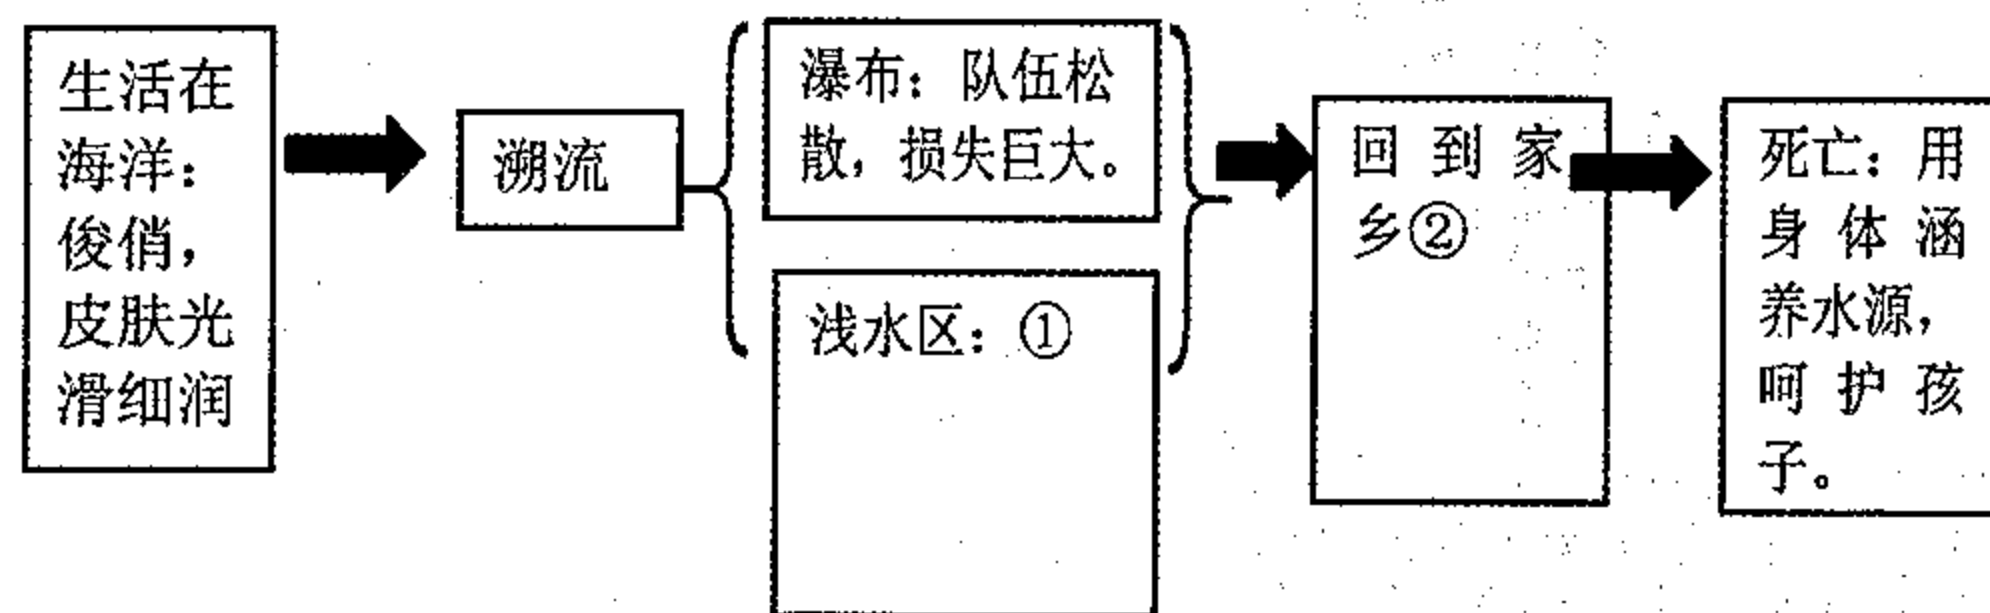 生活在
海洋：
俊俏，
皮肤光
滑细润
溯流
瀑布：队伍松
散，损失巨大。
浅水区：①
回到家
乡②
死亡：用
身体涵
养水源，
呵护孩
子。